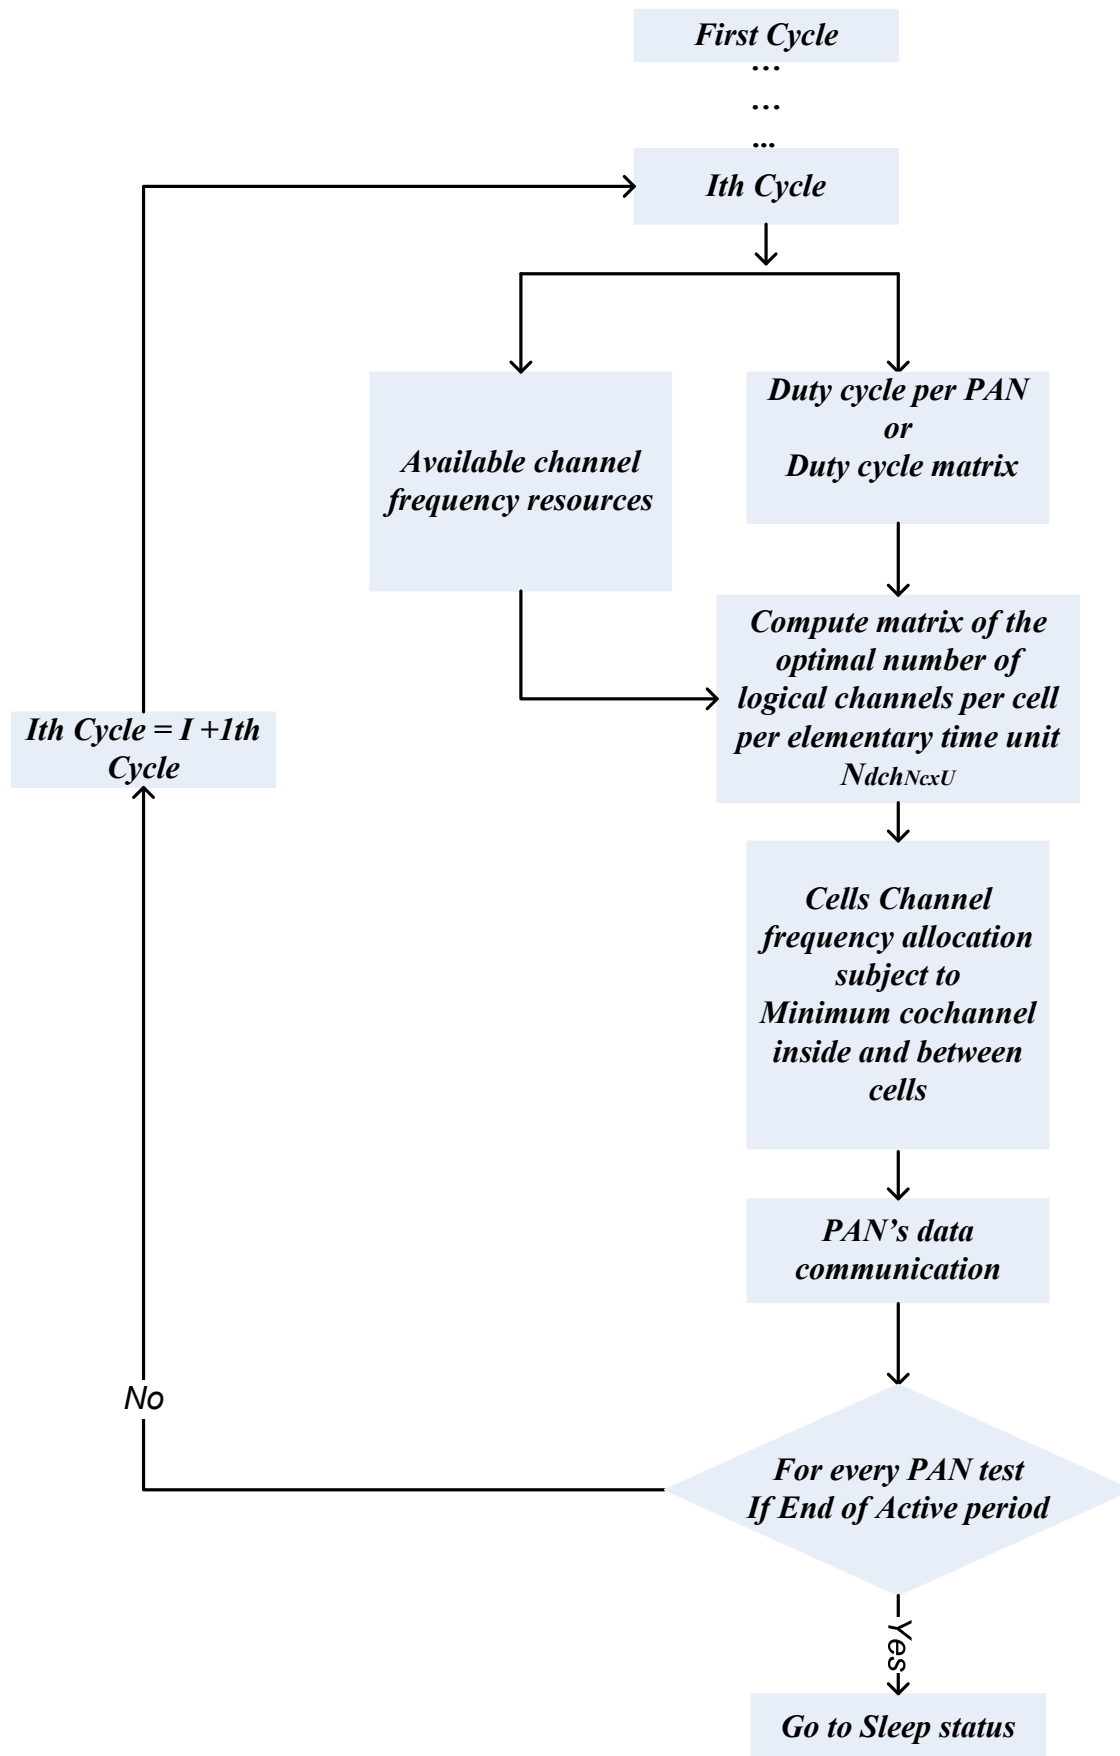 First Cycle
...
...
...
Ith Cycle
Duty cycle per PAN
or
Duty cycle matrix
Available channel
frequency resources
Compute matrix of the
optimal number of
logical channels per cell
per elementary time unit
NdchNcxU
Ith Cycle = I +1th
Cycle
Cells Channel
frequency allocation
subject to
Minimum cochannel
inside and between
cells
PAN’s data
communication
No
For every PAN test
If End of Active period
Yes
Go to Sleep status